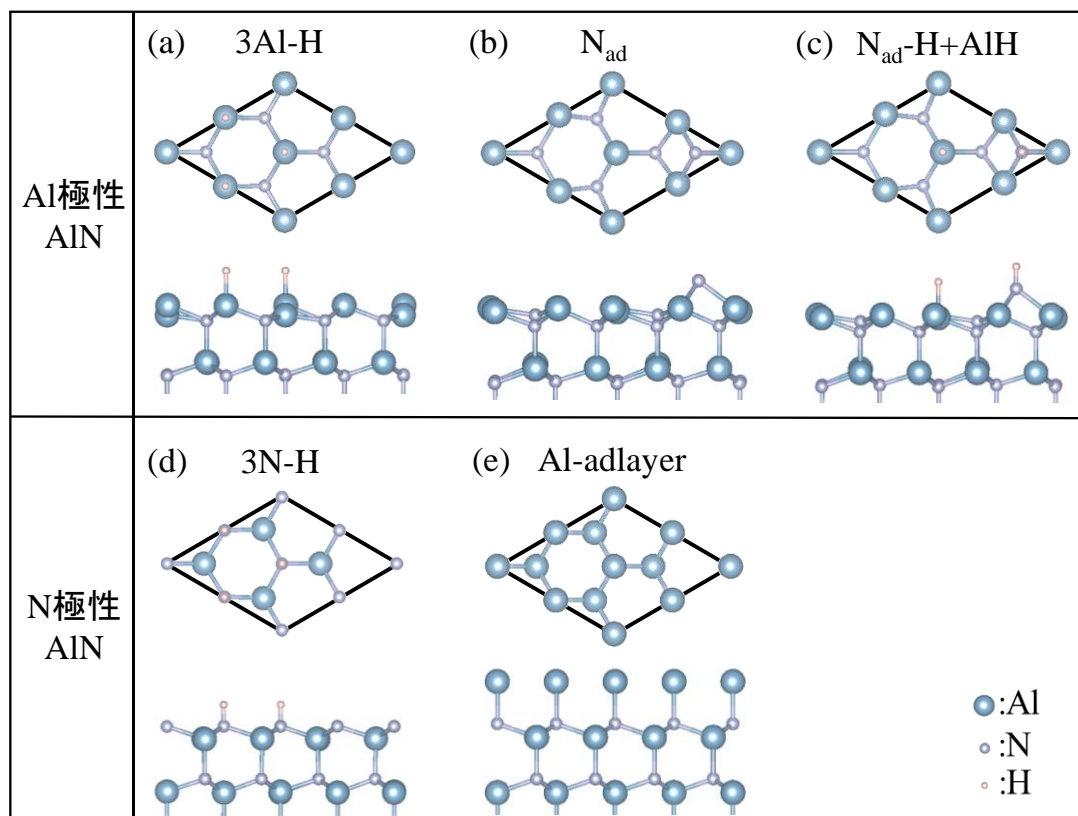 (a) 3Al-H
(b) N_ad
(c) N_ad-H+AlH
Al極性
AlN
(d) 3N-H
(e) Al-adlayer
N極性
AlN
:Al
:N
:H